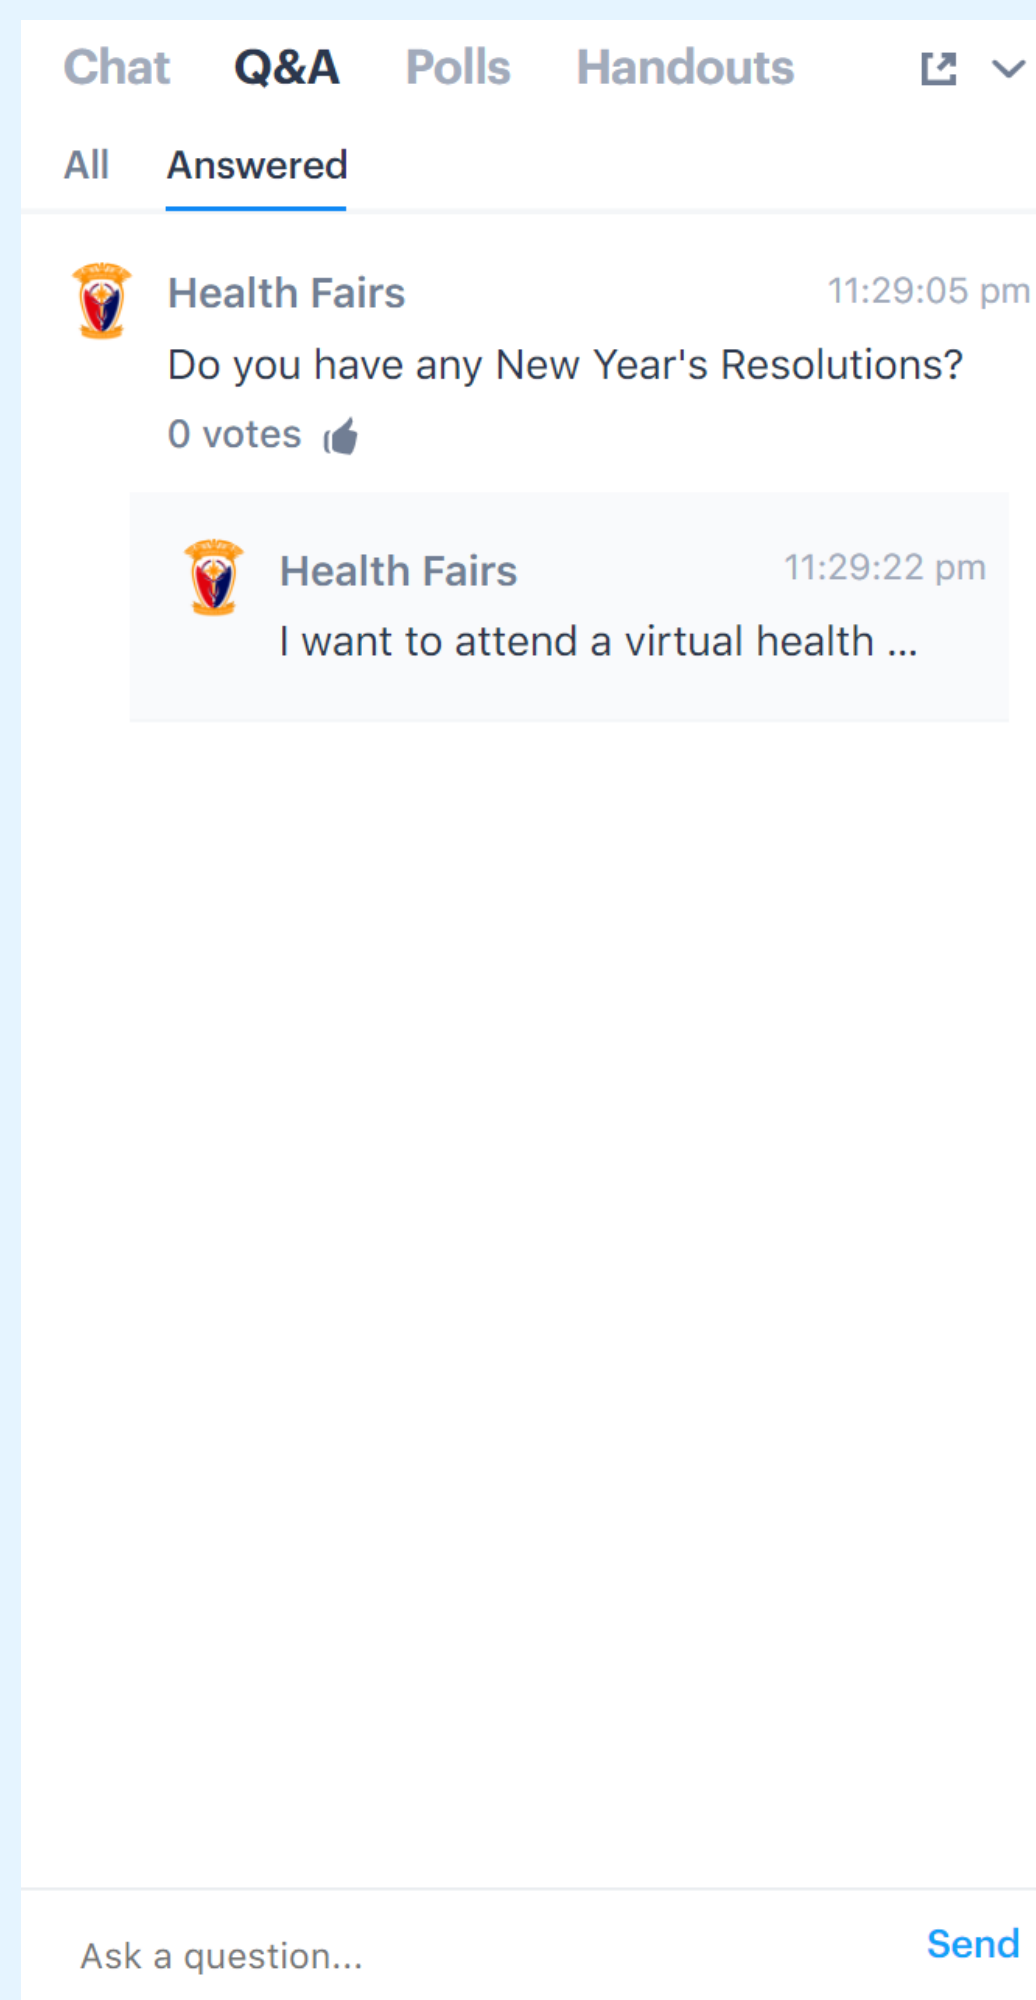 Chat Q&A Polls Handouts
All Answered
Health Fairs 11:29:05 pm
Do you have any New Year's Resolutions?
0 votes
Health Fairs 11:29:22 pm
I want to attend a virtual health ...
Ask a question... Send